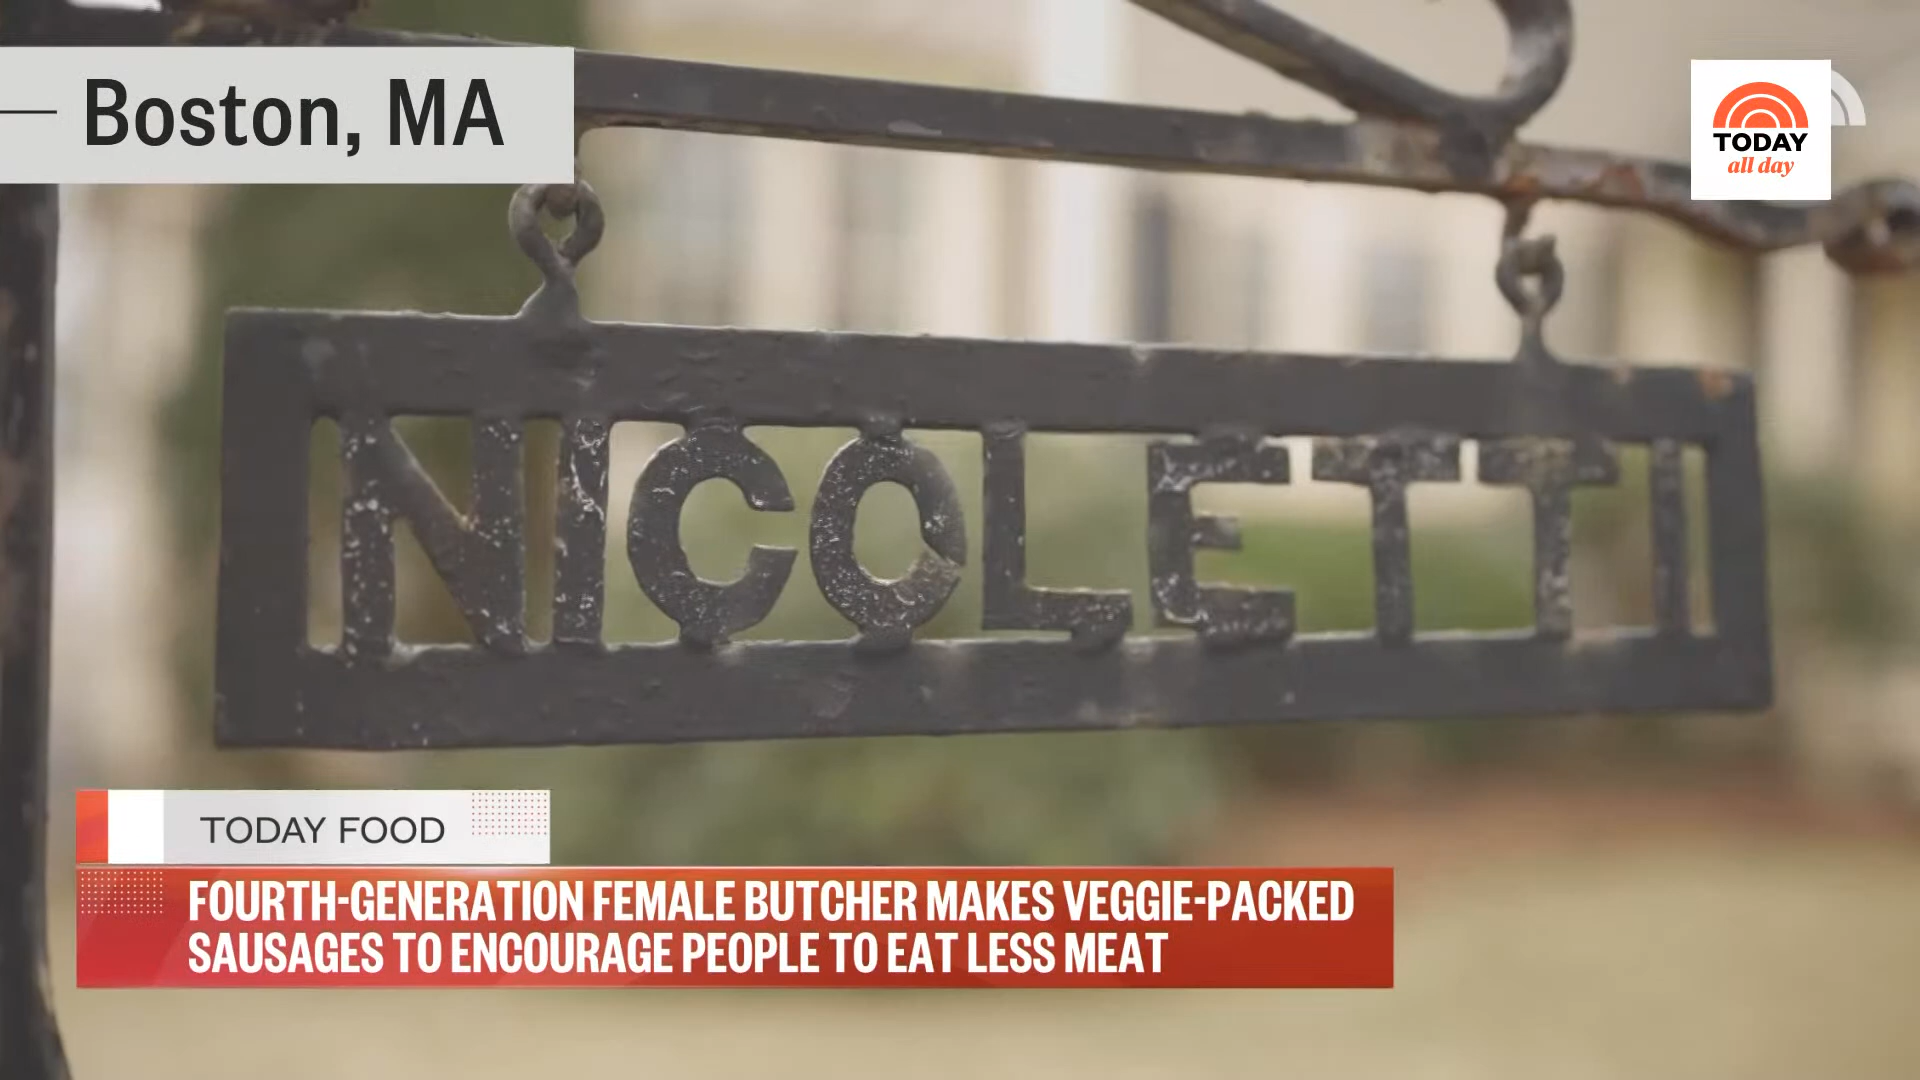 Boston, MA
TODAY
all day
NICOLETTI
TODAY FOOD
FOURTH-GENERATION FEMALE BUTCHER MAKES VEGGIE-PACKED
SAUSAGES TO ENCOURAGE PEOPLE TO EAT LESS MEAT